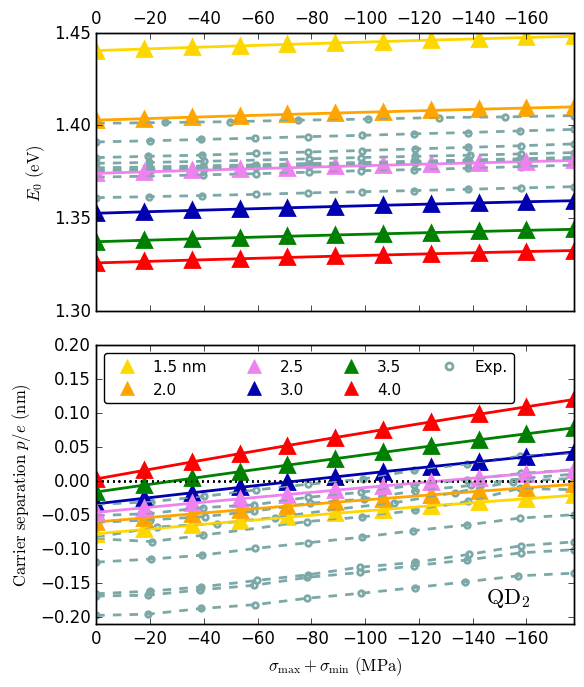 0 −20 −40 −60 −80 −100 −120 −140 −160
1.45
1.40
1.35
1.30
E₀ (eV)
0.20
0.15
0.10
0.05
0.00
−0.05
−0.10
−0.15
−0.20
Carrier separation p/e (nm)
1.5 nm 2.5 3.5 Exp.
2.0 3.0 4.0
QD₂
0 −20 −40 −60 −80 −100 −120 −140 −160
σmax + σmin (MPa)